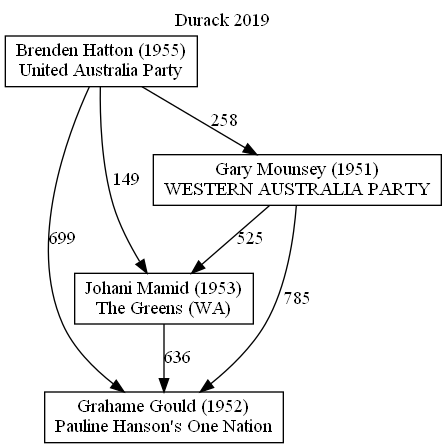 Durack 2019
Brenden Hatton (1955)
United Australia Party
258
Gary Mounsey (1951)
WESTERN AUSTRALIA PARTY
149
699
525
785
Johani Mamid (1953)
The Greens (WA)
636
Grahame Gould (1952)
Pauline Hanson's One Nation